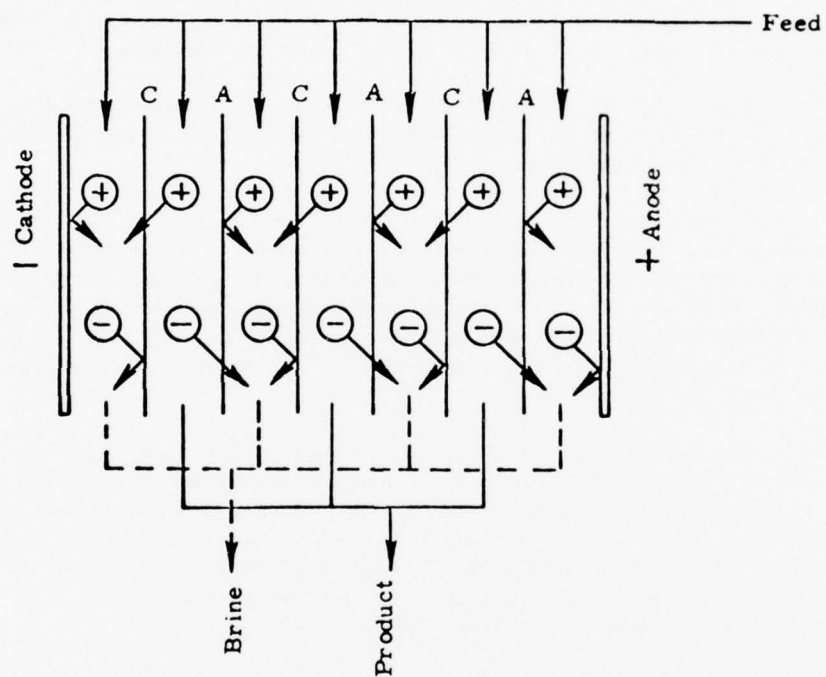 Feed
C A C A C A
− Cathode
+ + + + + + +
+ Anode
− − − − − − −
Brine
Product